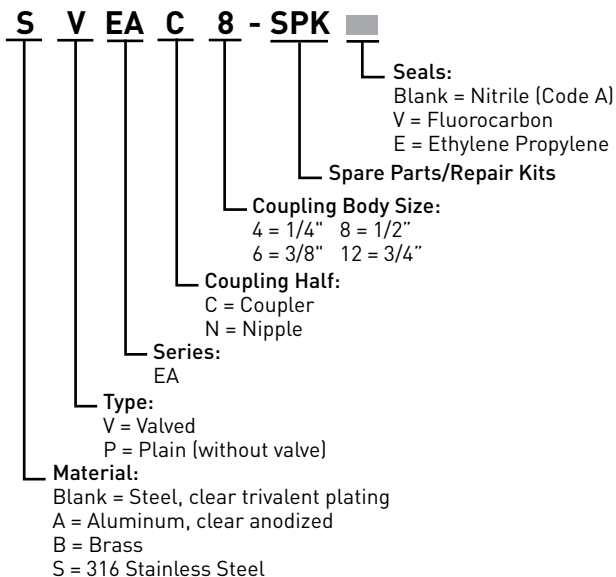 S V EA C 8 - SPK
Seals:
Blank = Nitrile (Code A)
V = Fluorocarbon
E = Ethylene Propylene
Spare Parts/Repair Kits
Coupling Body Size:
4 = 1/4" 8 = 1/2”
6 = 3/8" 12 = 3/4”
Coupling Half:
C = Coupler
N = Nipple
Series:
EA
Type:
V = Valved
P = Plain (without valve)
Material:
Blank = Steel, clear trivalent plating
A = Aluminum, clear anodized
B = Brass
S = 316 Stainless Steel